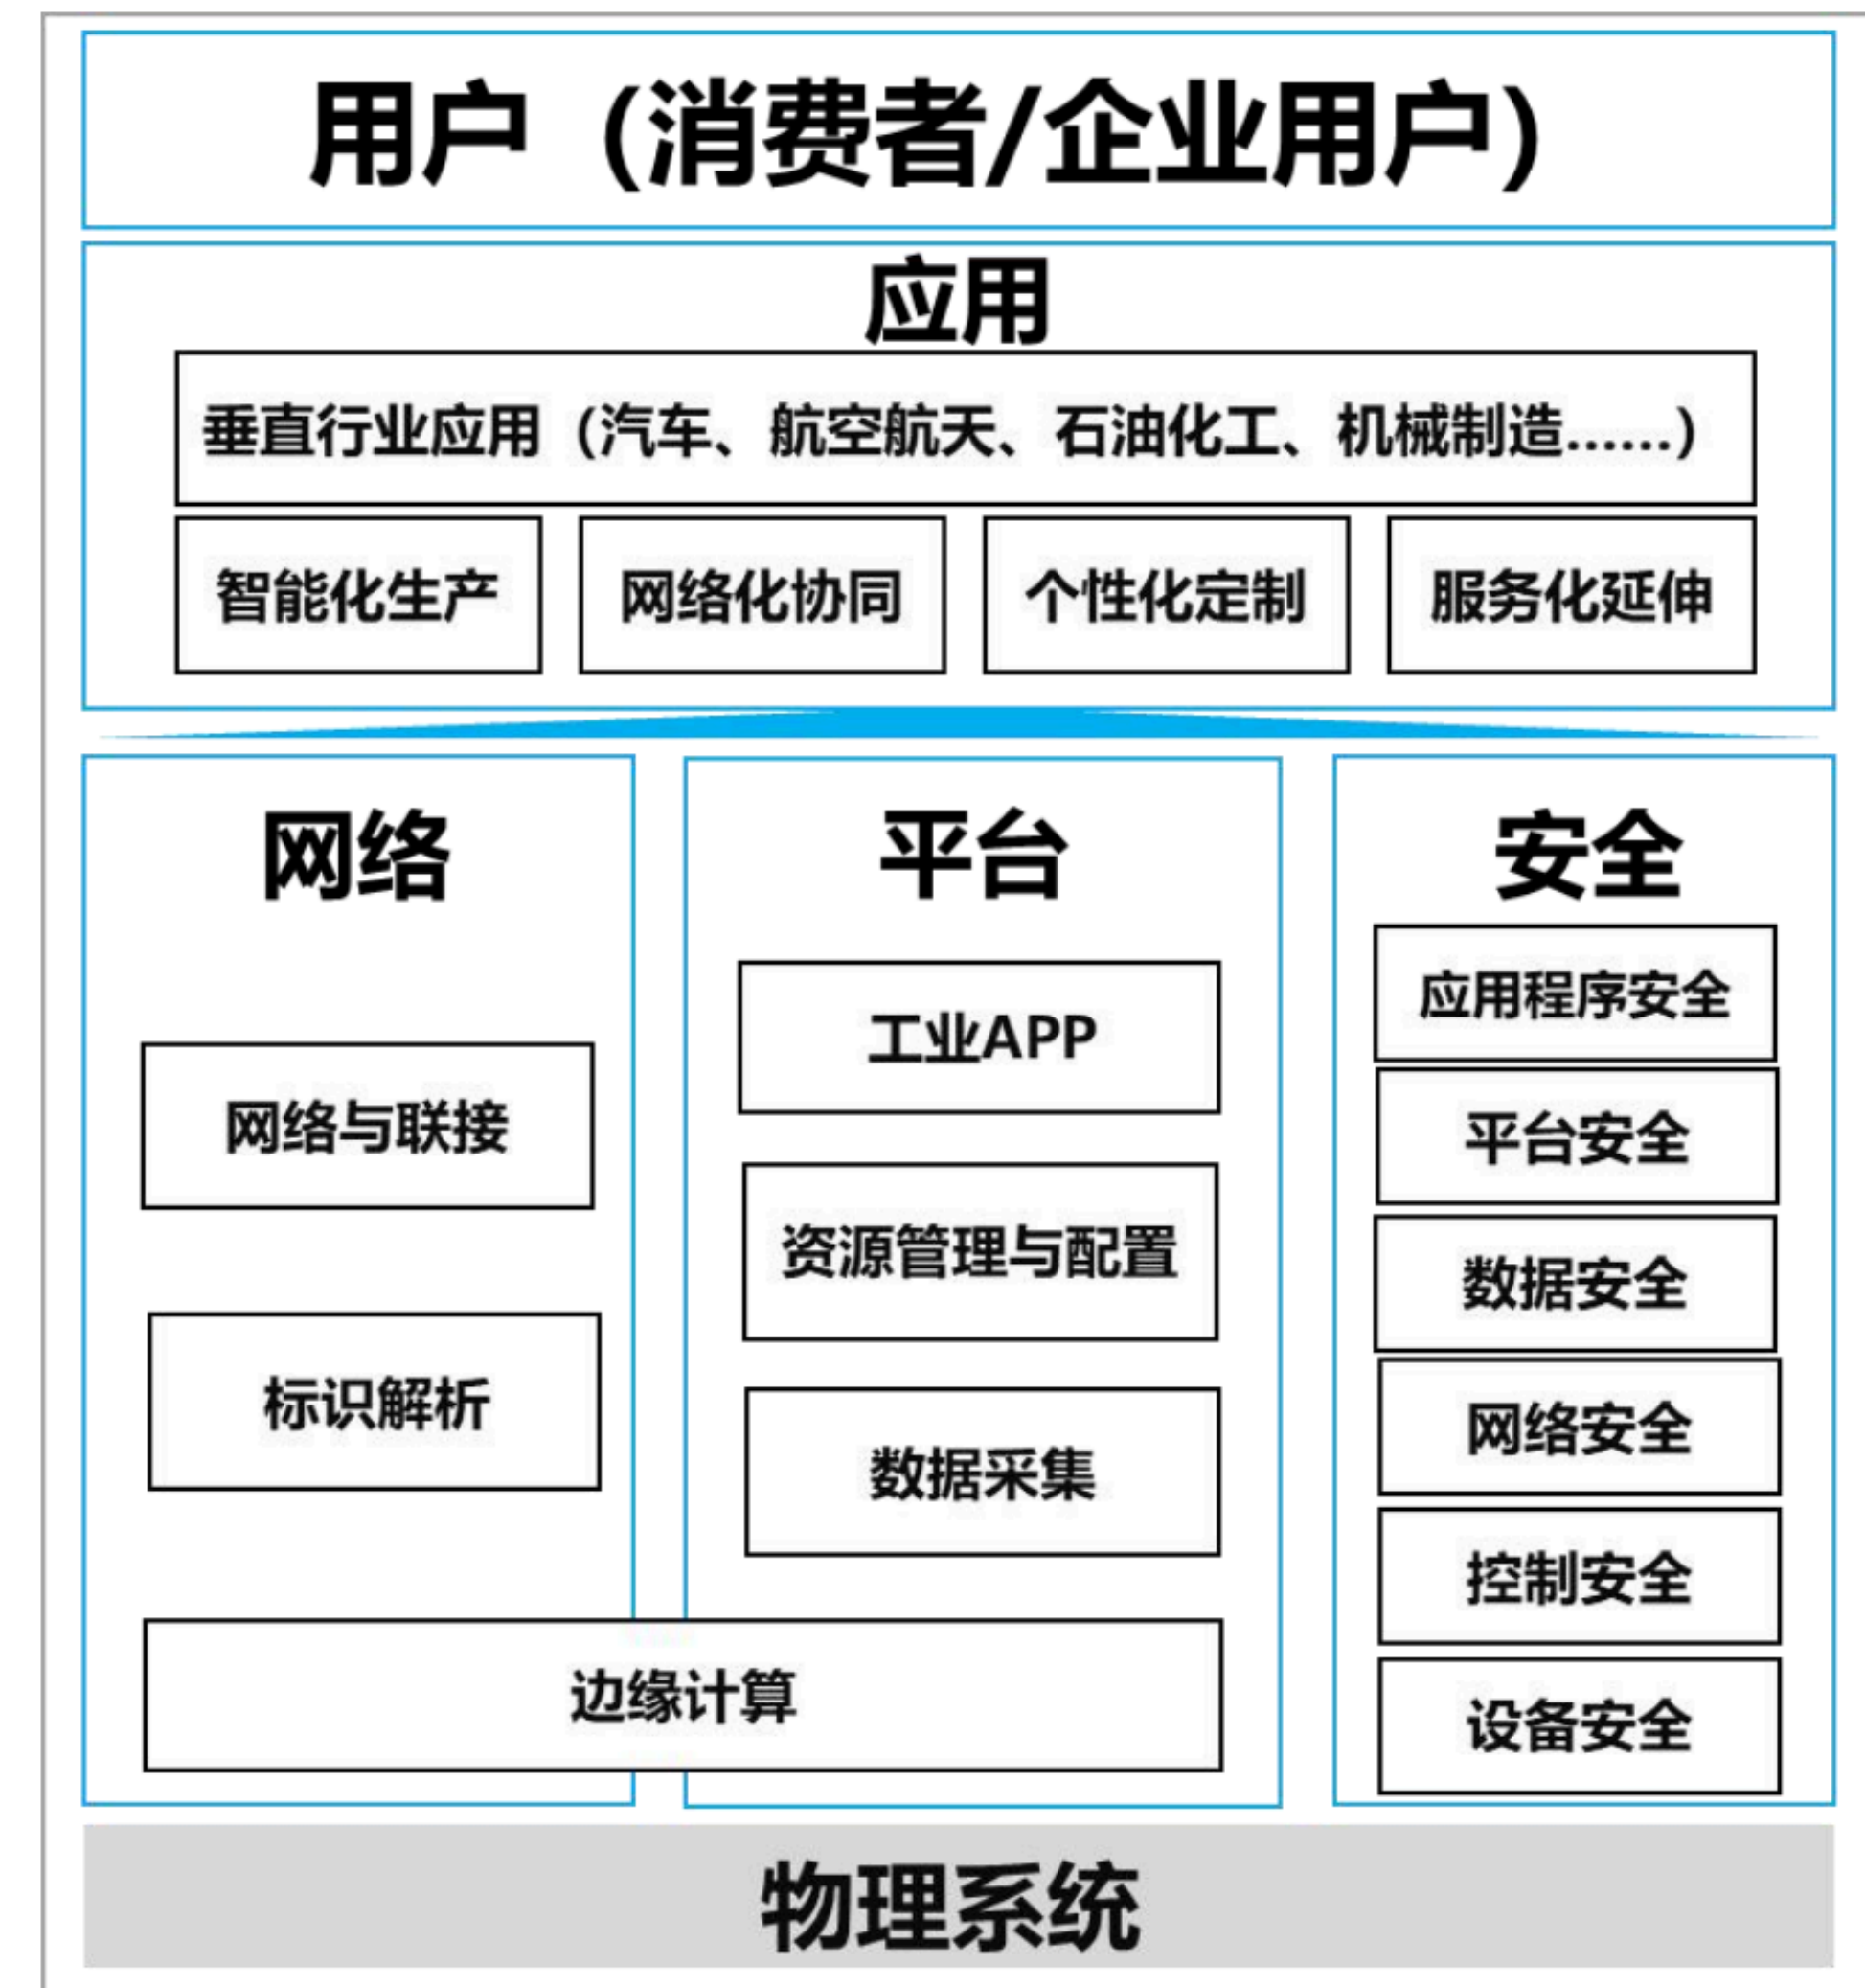 用户（消费者/企业用户）
应用
垂直行业应用（汽车、航空航天、石油化工、机械制造……）
智能化生产
网络化协同
个性化定制
服务化延伸
网络
网络与联接
标识解析
平台
工业APP
资源管理与配置
数据采集
边缘计算
安全
应用程序安全
平台安全
数据安全
网络安全
控制安全
设备安全
物理系统